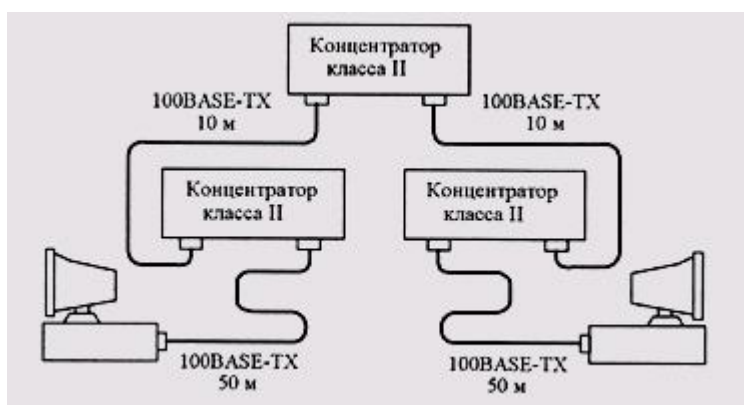 Концентратор
класса II
100BASE-TX
10 м
100BASE-TX
10 м
Концентратор
класса II
Концентратор
класса II
100BASE-TX
50 м
100BASE-TX
50 м